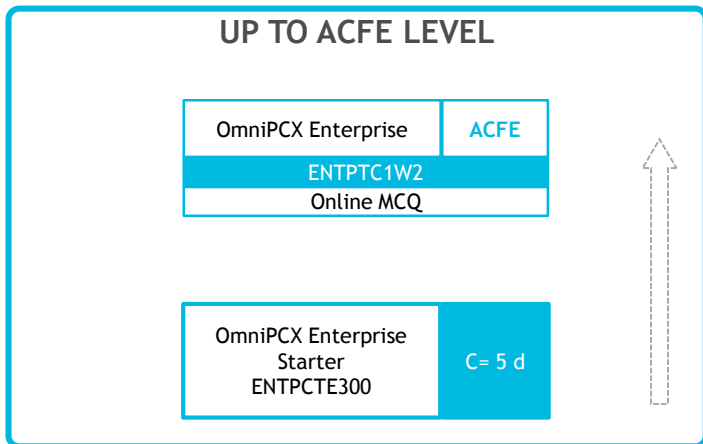 UP TO ACFE LEVEL
OmniPCX Enterprise
ACFE
ENTPTC1W2
Online MCQ
OmniPCX Enterprise
Starter
ENTPCTE300
C= 5 d